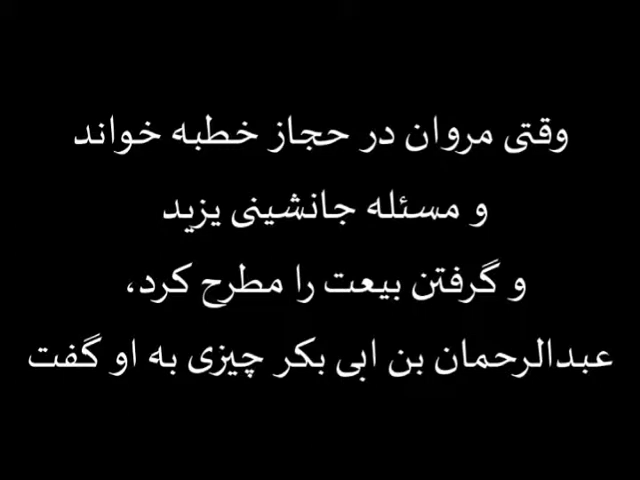 وقتی مروان در حجاز خطبه خواند
و مسئله جانشینی یزید
و گرفتن بیعت را مطرح کرد،
عبدالرحمان بن ابی بکر چیزی به او گفت